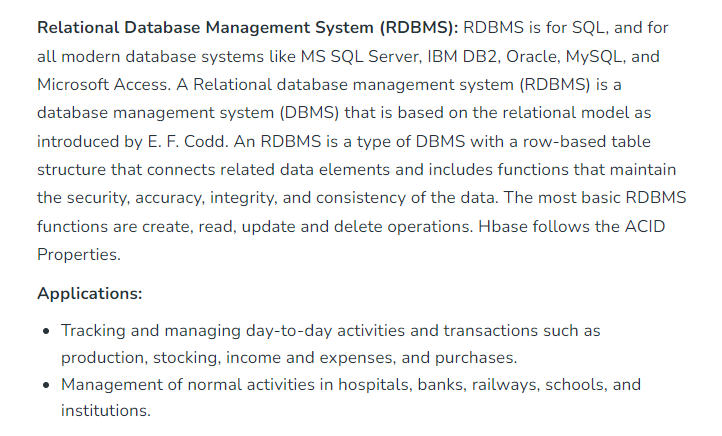 Relational Database Management System (RDBMS): RDBMS is for SQL, and for
all modern database systems like MS SQL Server, IBM DB2, Oracle, MySQL, and
Microsoft Access. A Relational database management system (RDBMS) is a
database management system (DBMS) that is based on the relational model as
introduced by E. F. Codd. An RDBMS is a type of DBMS with a row-based table
structure that connects related data elements and includes functions that maintain
the security, accuracy, integrity, and consistency of the data. The most basic RDBMS
functions are create, read, update and delete operations. Hbase follows the ACID
Properties.
Applications:
• Tracking and managing day-to-day activities and transactions such as
production, stocking, income and expenses, and purchases.
• Management of normal activities in hospitals, banks, railways, schools, and
institutions.